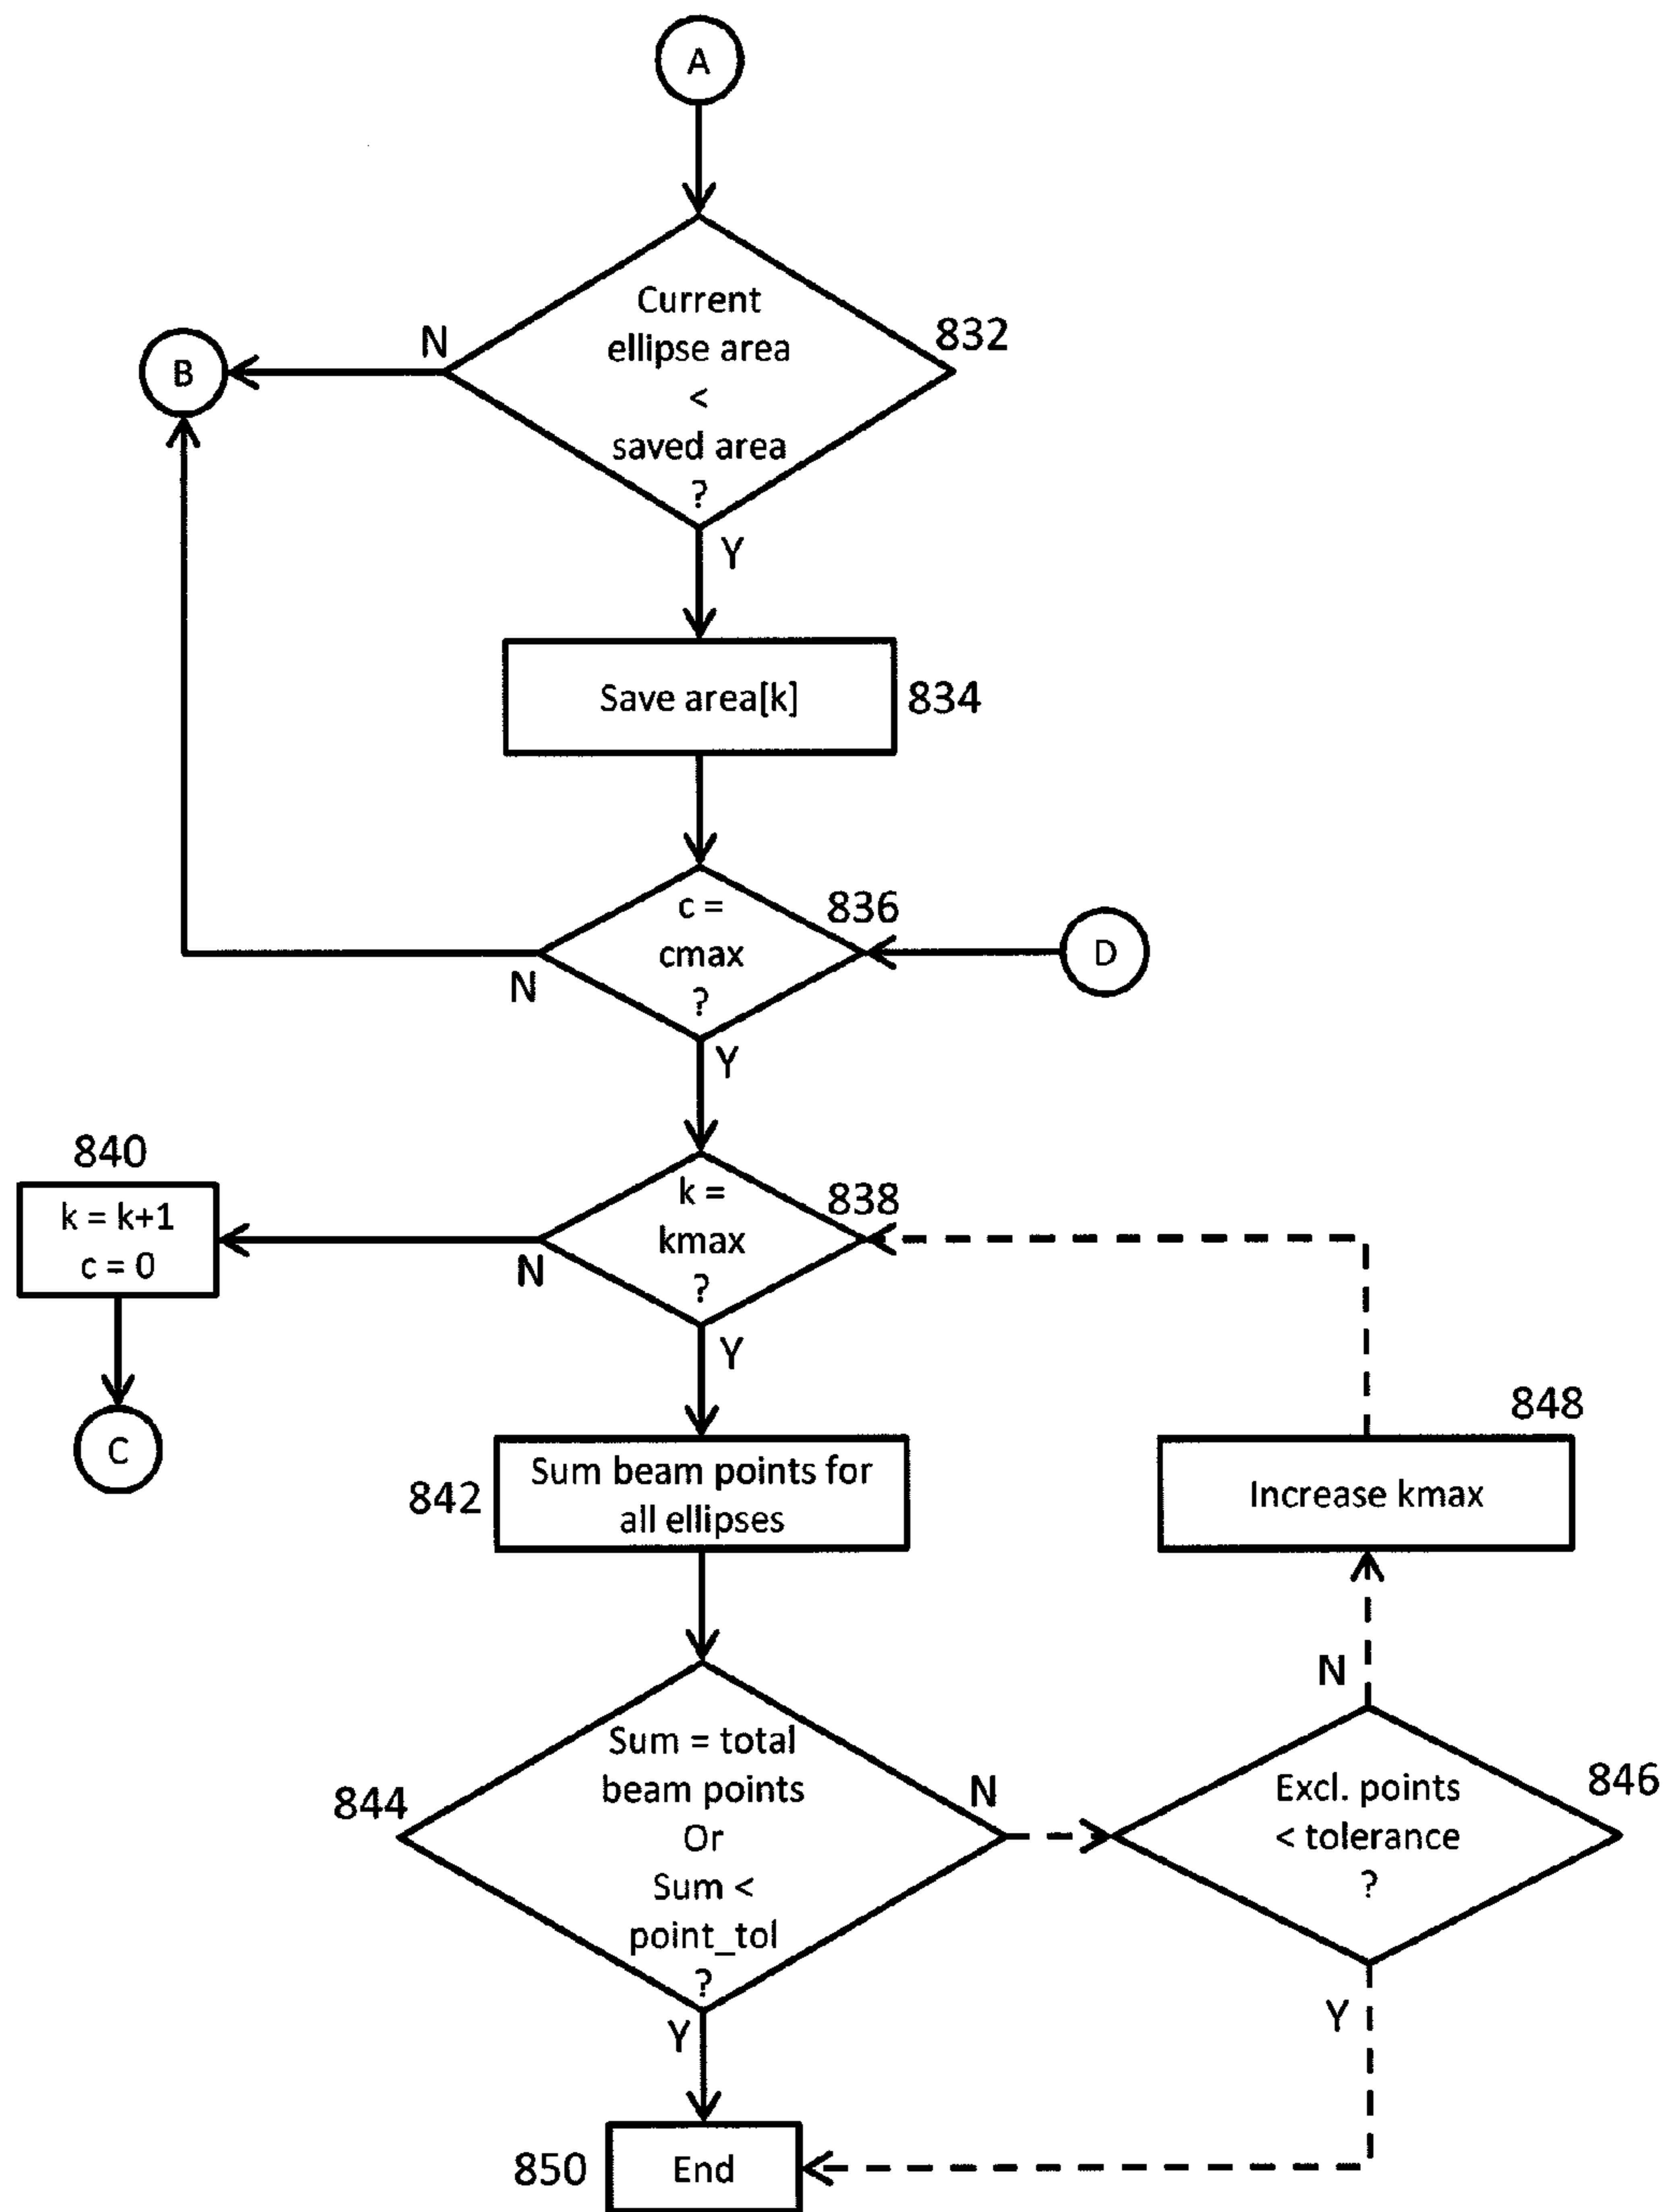 A
Current
ellipse area
<
saved area
?
832
N
B
Y
Save area[k]
834
c =
cmax
?
836
D
N
Y
840
k = k+1
c = 0
k =
kmax
?
838
N
C
Y
842
Sum beam points for
all ellipses
848
Increase kmax
N
844
Sum = total
beam points
Or
Sum <
point_tol
?
N
Excl. points
< tolerance
?
846
Y
Y
850
End